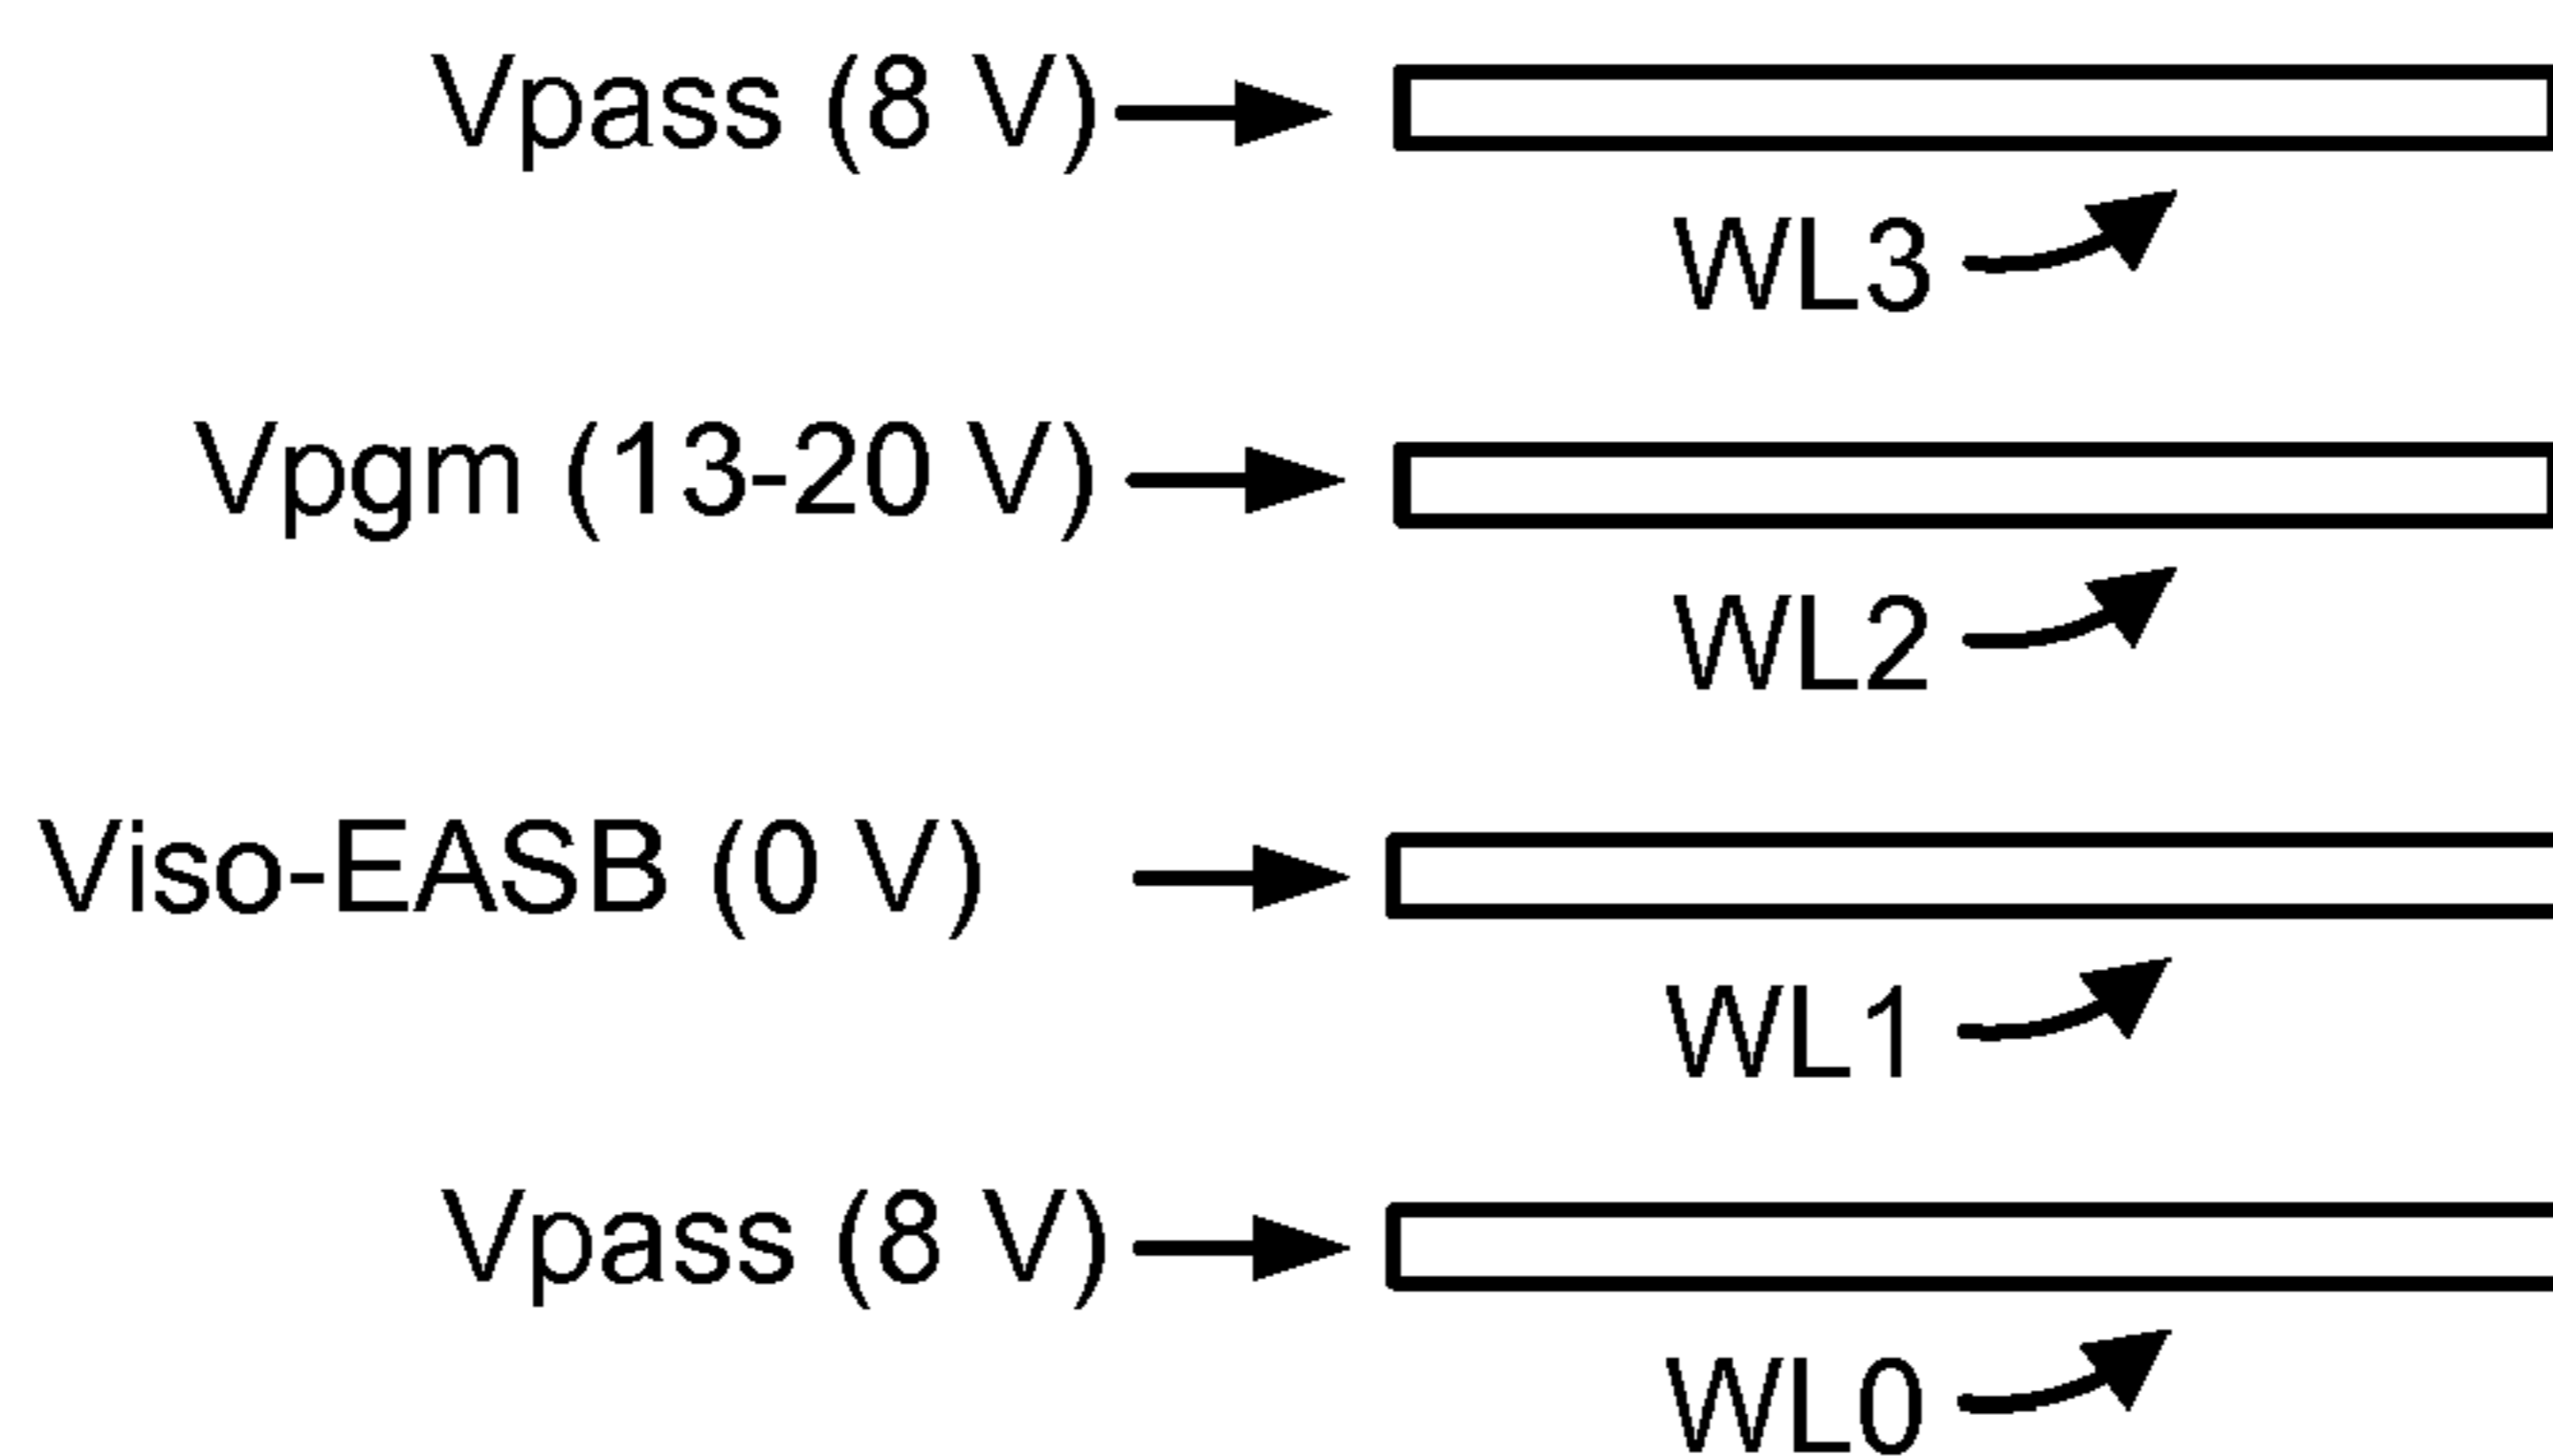 Vpass (8 V)
WL3
Vpgm (13-20 V)
WL2
Viso-EASB (0 V)
WL1
Vpass (8 V)
WL0